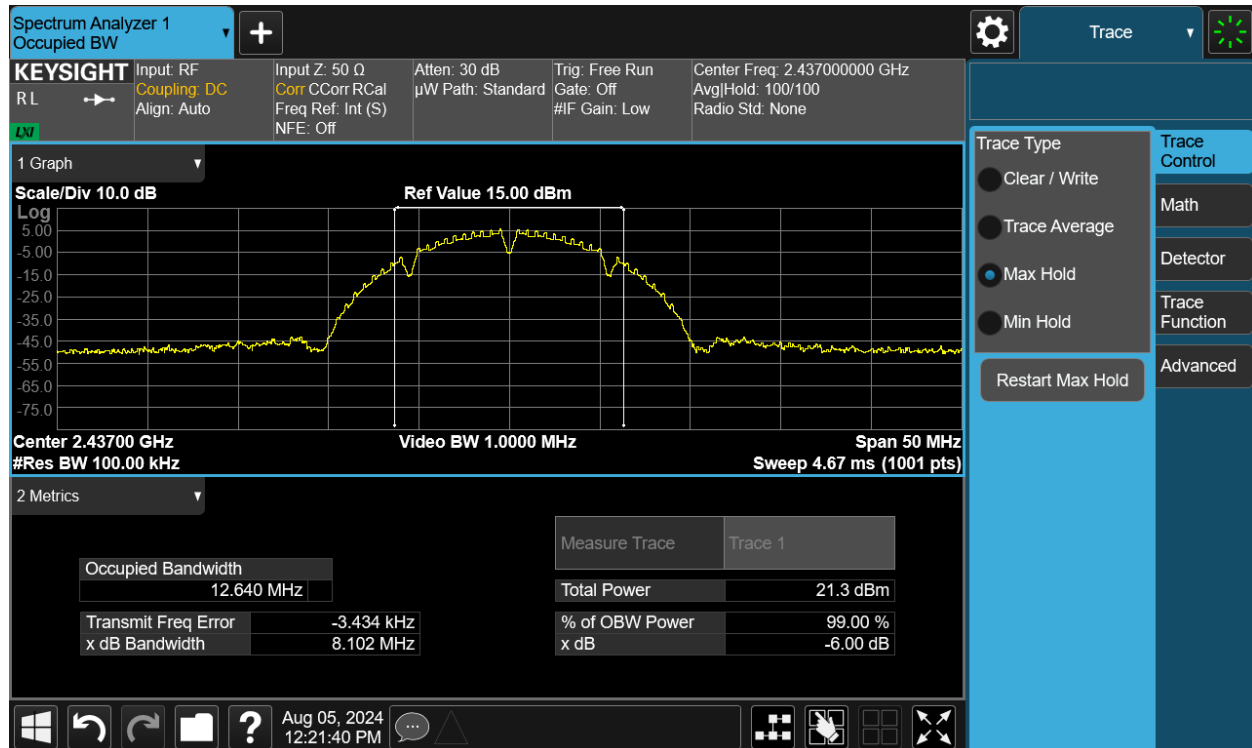 Spectrum Analyzer 1
Occupied BW
Trace
KEYSIGHT
R L
LXI
Input: RF
Coupling: DC
Align: Auto
Input Z: 50 Ω
Corr CCorr RCal
Freq Ref: Int (S)
NFE: Off
Atten: 30 dB
µW Path: Standard
Trig: Free Run
Gate: Off
#IF Gain: Low
Center Freq: 2.437000000 GHz
Avg|Hold: 100/100
Radio Std: None
1 Graph
Scale/Div 10.0 dB
Ref Value 15.00 dBm
Log
5.00
-5.00
-15.0
-25.0
-35.0
-45.0
-55.0
-65.0
-75.0
Center 2.43700 GHz
Video BW 1.0000 MHz
Span 50 MHz
#Res BW 100.00 kHz
Sweep 4.67 ms (1001 pts)
2 Metrics
Measure Trace Trace 1
Occupied Bandwidth
12.640 MHz
Total Power 21.3 dBm
Transmit Freq Error -3.434 kHz
% of OBW Power 99.00 %
x dB Bandwidth 8.102 MHz
x dB -6.00 dB
Trace Type
Clear / Write
Trace Average
Max Hold
Min Hold
Restart Max Hold
Trace
Control
Math
Detector
Trace
Function
Advanced
?
Aug 05, 2024
12:21:40 PM